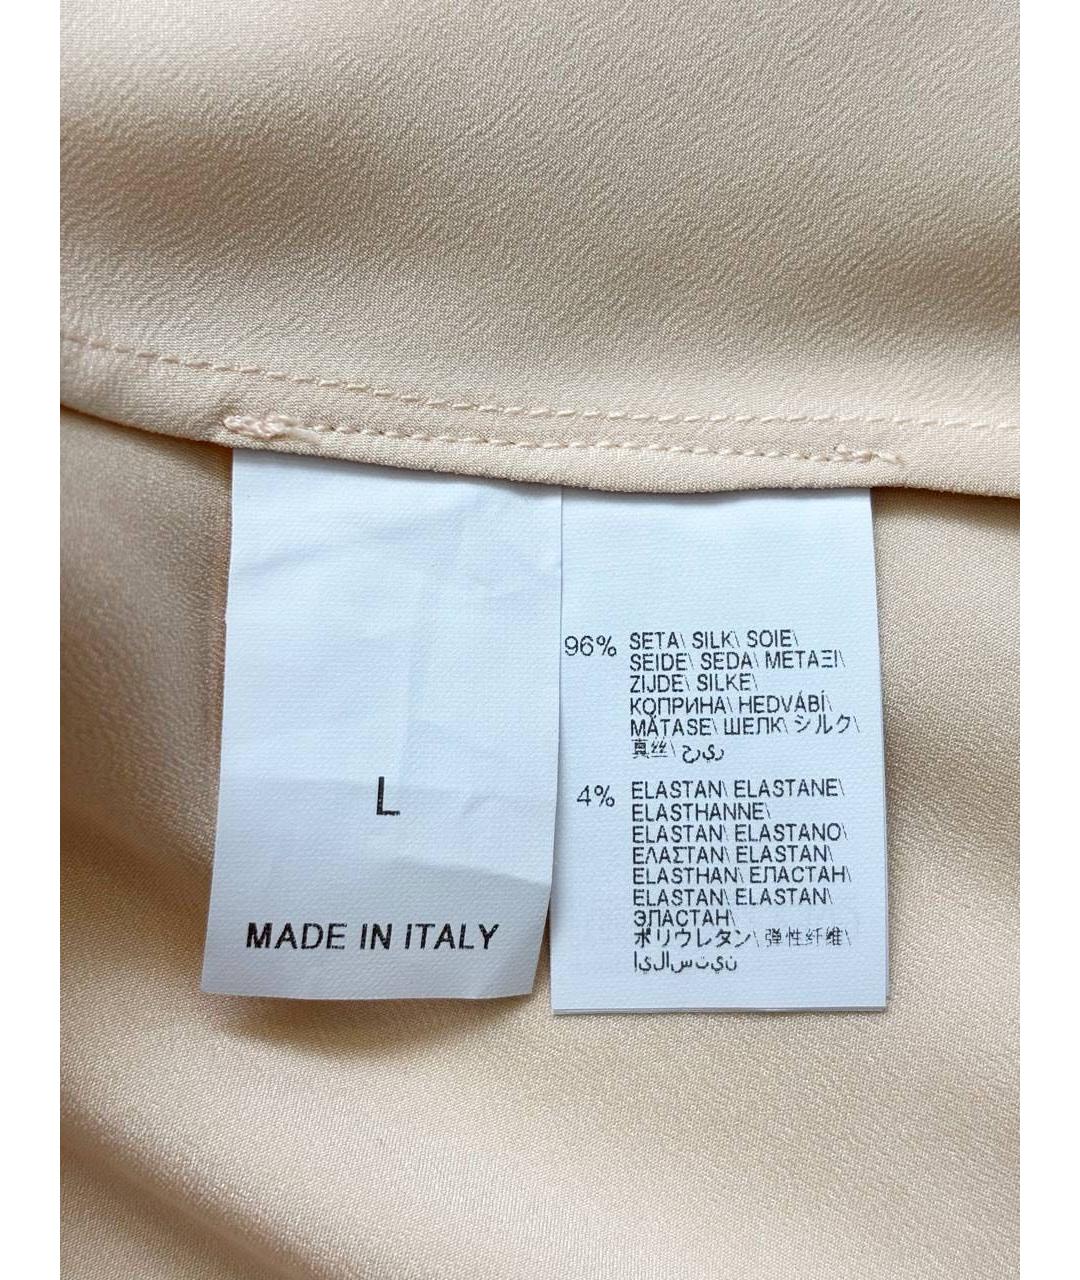 L
MADE IN ITALY
96% SETA\ SILK\ SOIE\
SEIDE\ SEDA\ ΜΕΤΑΞΙ\
ZIJDE\ SILKE\
КОПРИНА\ HEDVÁBÍ\
MĂTASE\ ШЕЛК\ シルク\
真丝\ حرير
4% ELASTAN\ ELASTANE\
ELASTHANNE\
ELASTAN\ ELASTANO\
ΕΛΑΣΤΑΝ\ ELASTAN\
ELASTHAN\ ЕЛАСТАН\
ELASTAN\ ELASTAN\
ЭЛАСТАН\
ポリウレタン\ 弹性纤维\
إيلاستين